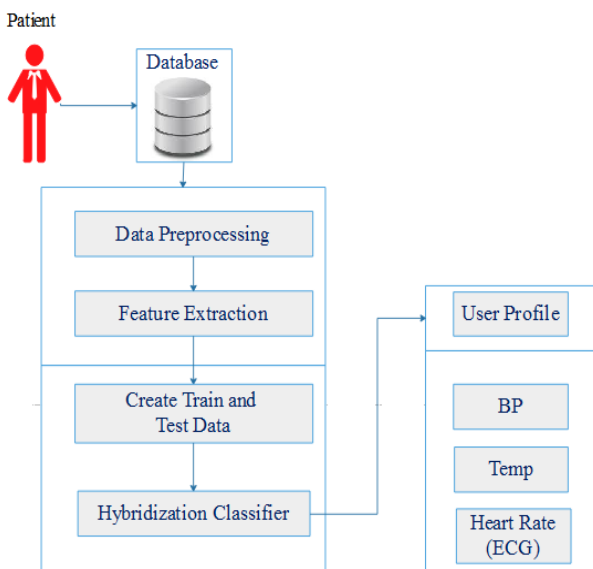 Patient
Database
Data Preprocessing
Feature Extraction
Create Train and
Test Data
Hybridization Classifier
User Profile
BP
Temp
Heart Rate
(ECG)